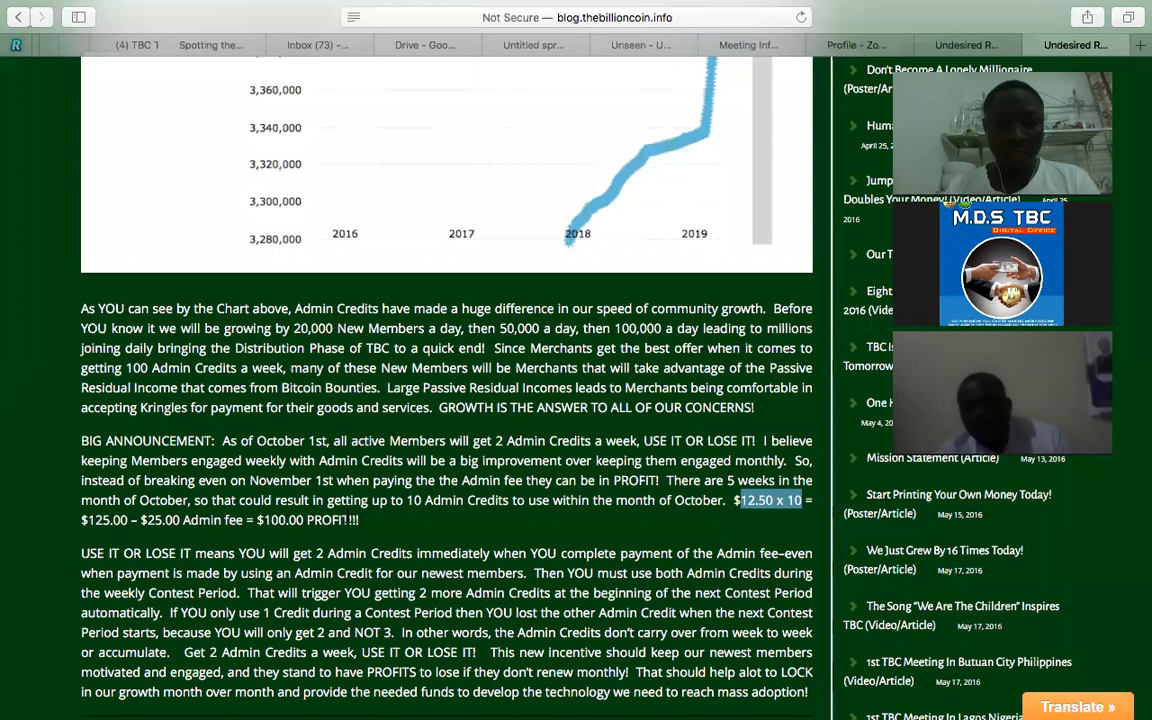 Not Secure — blog.thebillioncoin.info
(4) TBC T
Spotting the...
Inbox (73) –...
Drive - Goo...
Untitled spr...
Unseen - U...
Meeting Inf...
Profile - Zo...
Undesired R...
Undesired R...
3,360,000
3,340,000
3,320,000
3,300,000
3,280,000
2016
2017
2018
2019
As YOU can see by the Chart above, Admin Credits have made a huge difference in our speed of community growth. Before
YOU know it we will be growing by 20,000 New Members a day, then 50,000 a day, then 100,000 a day leading to millions
joining daily bringing the Distribution Phase of TBC to a quick end! Since Merchants get the best offer when it comes to
getting 100 Admin Credits a week, many of these New Members will be Merchants that will take advantage of the Passive
Residual Income that comes from Bitcoin Bounties. Large Passive Residual Incomes leads to Merchants being comfortable in
accepting Kringles for payment for their goods and services. GROWTH IS THE ANSWER TO ALL OF OUR CONCERNS!
BIG ANNOUNCEMENT: As of October 1st, all active Members will get 2 Admin Credits a week, USE IT OR LOSE IT! I believe
keeping Members engaged weekly with Admin Credits will be a big improvement over keeping them engaged monthly. So,
instead of breaking even on November 1st when paying the the Admin fee they can be in PROFIT! There are 5 weeks in the
month of October, so that could result in getting up to 10 Admin Credits to use within the month of October. $12.50 x 10 =
$125.00 – $25.00 Admin fee = $100.00 PROFIT!!!!
USE IT OR LOSE IT means YOU will get 2 Admin Credits immediately when YOU complete payment of the Admin fee–even
when payment is made by using an Admin Credit for our newest members. Then YOU must use both Admin Credits during
the weekly Contest Period. That will trigger YOU getting 2 more Admin Credits at the beginning of the next Contest Period
automatically. If YOU only use 1 Credit during a Contest Period then YOU lost the other Admin Credit when the next Contest
Period starts, because YOU will only get 2 and NOT 3. In other words, the Admin Credits don't carry over from week to week
or accumulate. Get 2 Admin Credits a week, USE IT OR LOSE IT! This new incentive should keep our newest members
motivated and engaged, and they stand to have PROFITS to lose if they don't renew monthly! That should help alot to LOCK
in our growth month over month and provide the needed funds to develop the technology we need to reach mass adoption!
Don't Become A Lonely Millionaire
(Poster/Ar
Huma
April 25, 2
Jump
Doubles Your Money! (Video/Article) April 25,
2016
Our T
Eight
2016 (Vide
TBC Is
Tomorrow
One H
May 4, 20
Mission Statement (Article) May 13, 2016
Start Printing Your Own Money Today!
(Poster/Article) May 15, 2016
We Just Grew By 16 Times Today!
(Poster/Article) May 17, 2016
The Song "We Are The Children" Inspires
TBC (Video/Article) May 17, 2016
1st TBC Meeting In Butuan City Philippines
(Video/Article) May 17, 2016
1st TBC Meeting In Lagos Nigeria
M.D.S TBC
DIGITAL OFFICE
Translate »